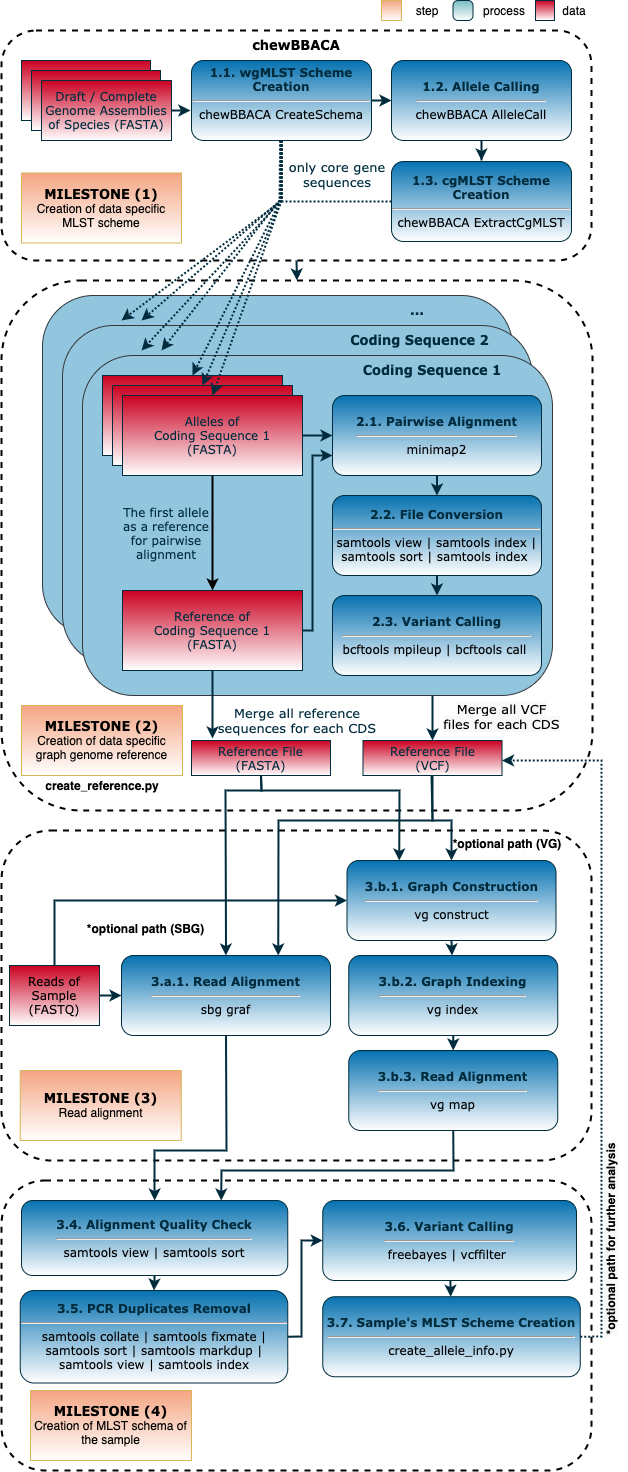 step
process
data
chewBBACA
Draft / Complete
Genome Assemblies
of Species (FASTA)
1.1. wgMLST Scheme
Creation
chewBBACA CreateSchema
1.2. Allele Calling
chewBBACA AlleleCall
only core gene
sequences
1.3. cgMLST Scheme
Creation
chewBBACA ExtractCgMLST
MILESTONE (1)
Creation of data specific
MLST scheme
...
Coding Sequence 2
Coding Sequence 1
Alleles of
Coding Sequence 1
(FASTA)
2.1. Pairwise Alignment
minimap2
The first allele
as a reference
for pairwise
alignment
2.2. File Conversion
samtools view | samtools index |
samtools sort | samtools index
Reference of
Coding Sequence 1
(FASTA)
2.3. Variant Calling
bcftools mpileup | bcftools call
MILESTONE (2)
Creation of data specific
graph genome reference
create_reference.py
Merge all reference
sequences for each CDS
Merge all VCF
files for each CDS
Reference File
(FASTA)
Reference File
(VCF)
*optional path (VG)
3.b.1. Graph Construction
vg construct
*optional path (SBG)
Reads of
Sample
(FASTQ)
3.a.1. Read Alignment
sbg graf
3.b.2. Graph Indexing
vg index
3.b.3. Read Alignment
vg map
MILESTONE (3)
Read alignment
*optional path for further analysis
3.4. Alignment Quality Check
samtools view | samtools sort
3.5. PCR Duplicates Removal
samtools collate | samtools fixmate |
samtools sort | samtools markdup |
samtools view | samtools index
3.6. Variant Calling
freebayes | vcffilter
3.7. Sample's MLST Scheme Creation
create_allele_info.py
MILESTONE (4)
Creation of MLST schema of
the sample